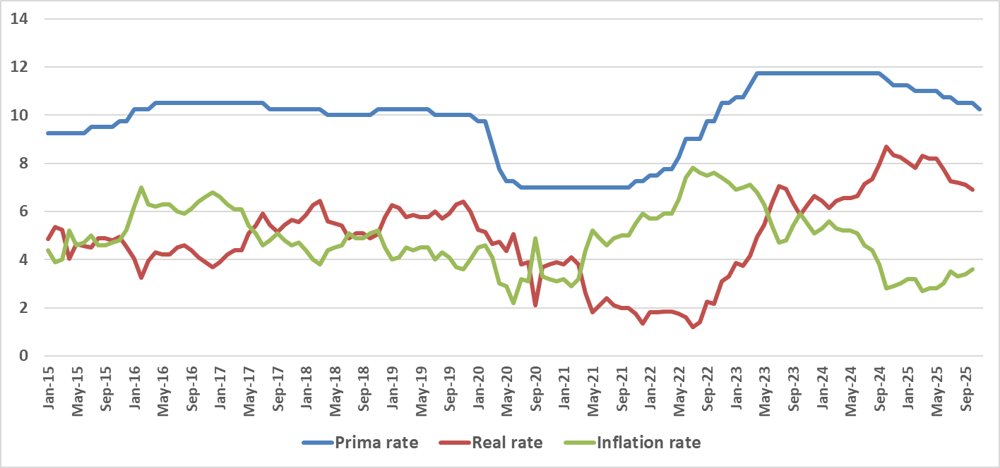 14
12
10
8
6
4
2
0
Jan-15
May-15
Sep-15
Jan-16
May-16
Sep-16
Jan-17
May-17
Sep-17
Jan-18
May-18
Sep-18
Jan-19
May-19
Sep-19
Jan-20
May-20
Sep-20
Jan-21
May-21
Sep-21
Jan-22
May-22
Sep-22
Jan-23
May-23
Sep-23
Jan-24
May-24
Sep-24
Jan-25
May-25
Sep-25
Prima rate Real rate Inflation rate